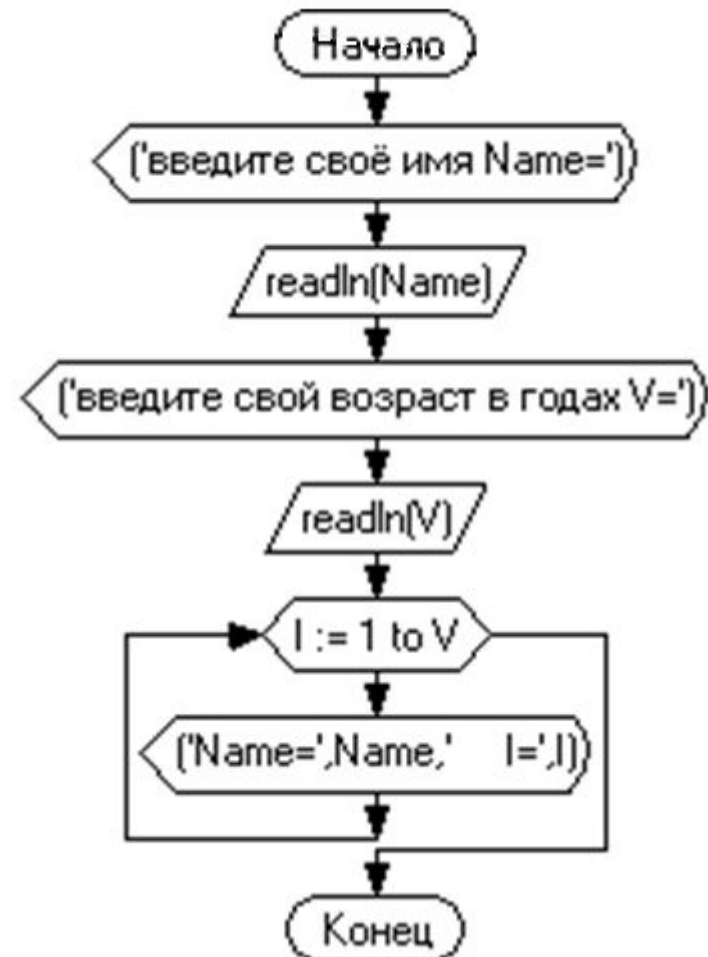 Начало
('введите своё имя Name=')
readln(Name)
('введите свой возраст в годах V=')
readln(V)
I := 1 to V
('Name=',Name,'     I=',I)
Конец